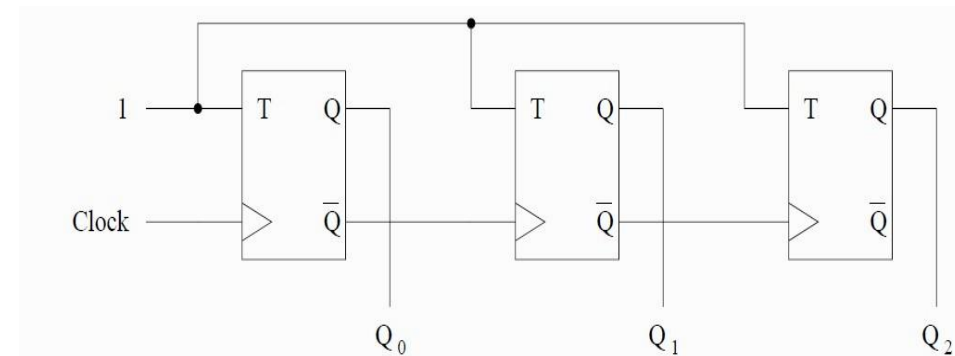 1 T Q T Q T Q
Clock Q̅ Q̅ Q̅
Q₀ Q₁ Q₂